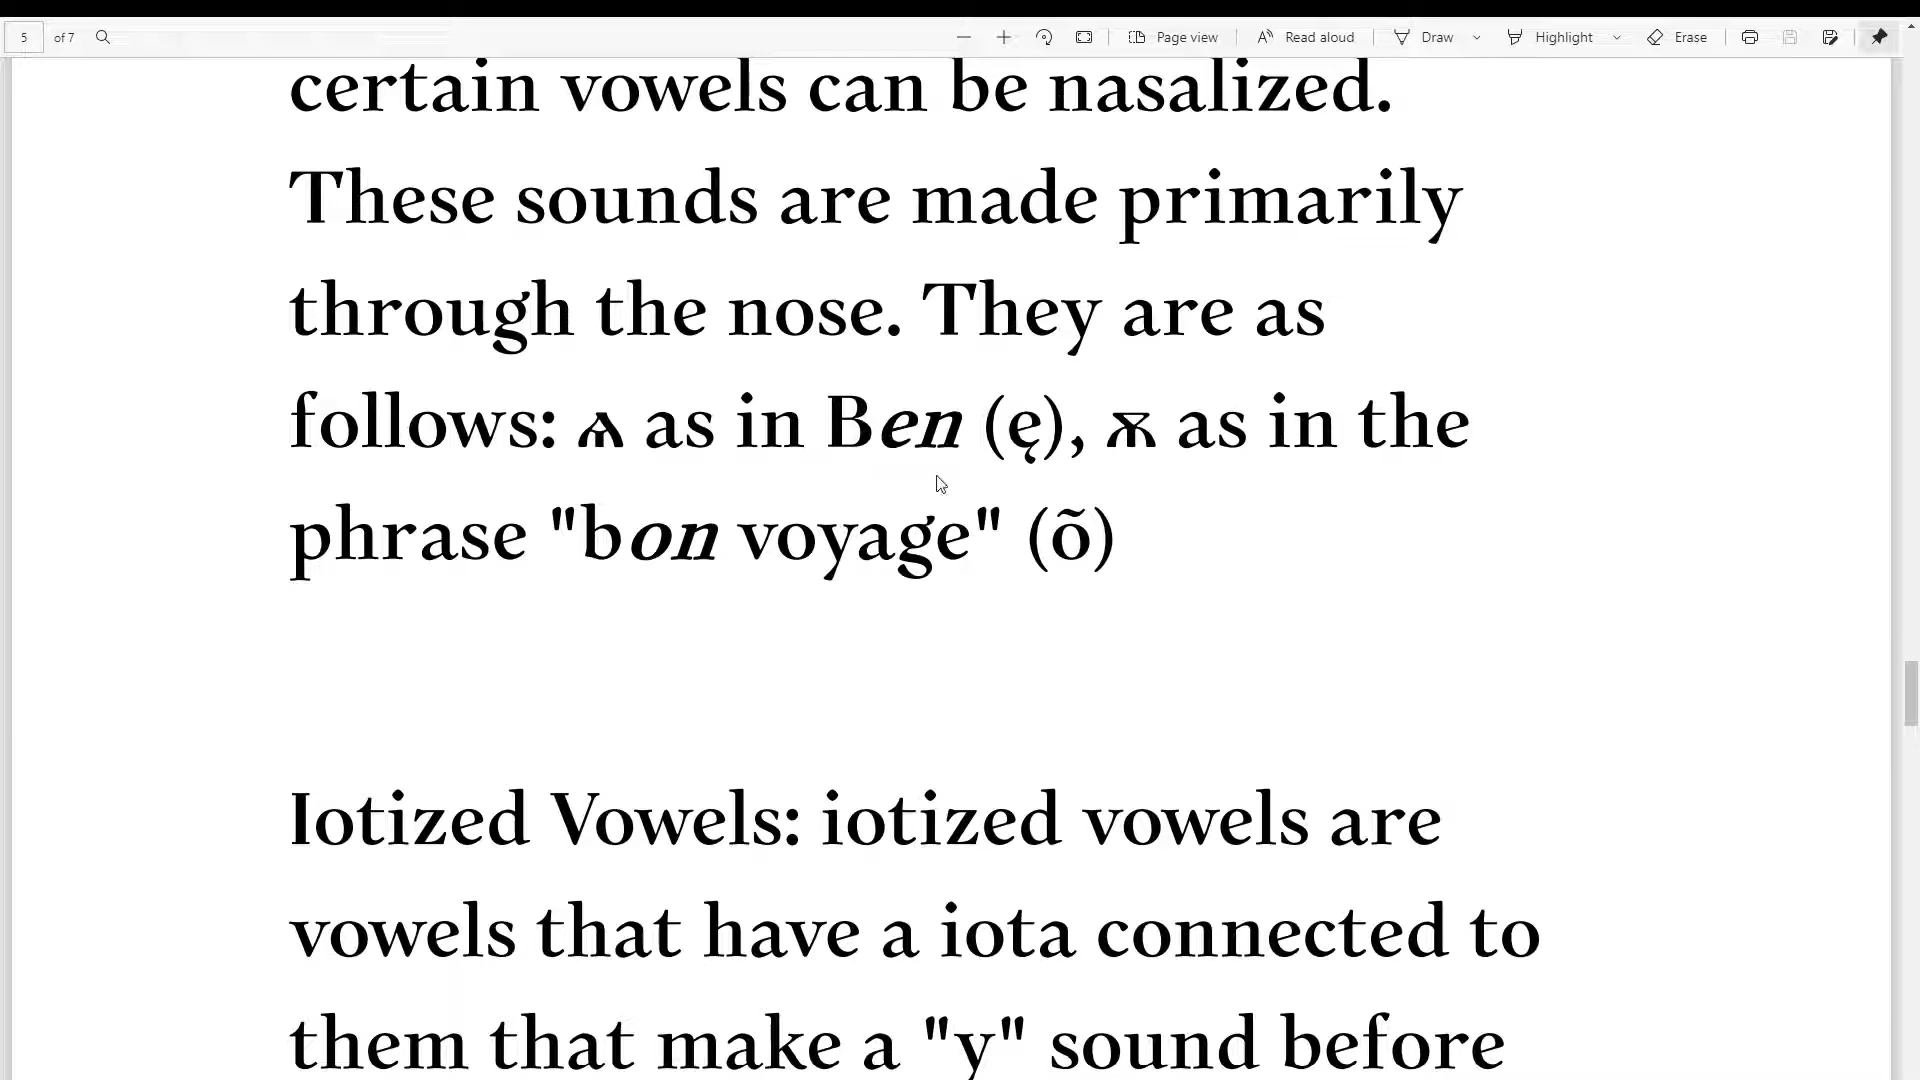 5 of 7 Page view Read aloud Draw Highlight Erase
certain vowels can be nasalized.
These sounds are made primarily
through the nose. They are as
follows: ѧ as in Ben (ę), ѫ as in the
phrase "bon voyage" (õ)
Iotized Vowels: iotized vowels are
vowels that have a iota connected to
them that make a "y" sound before